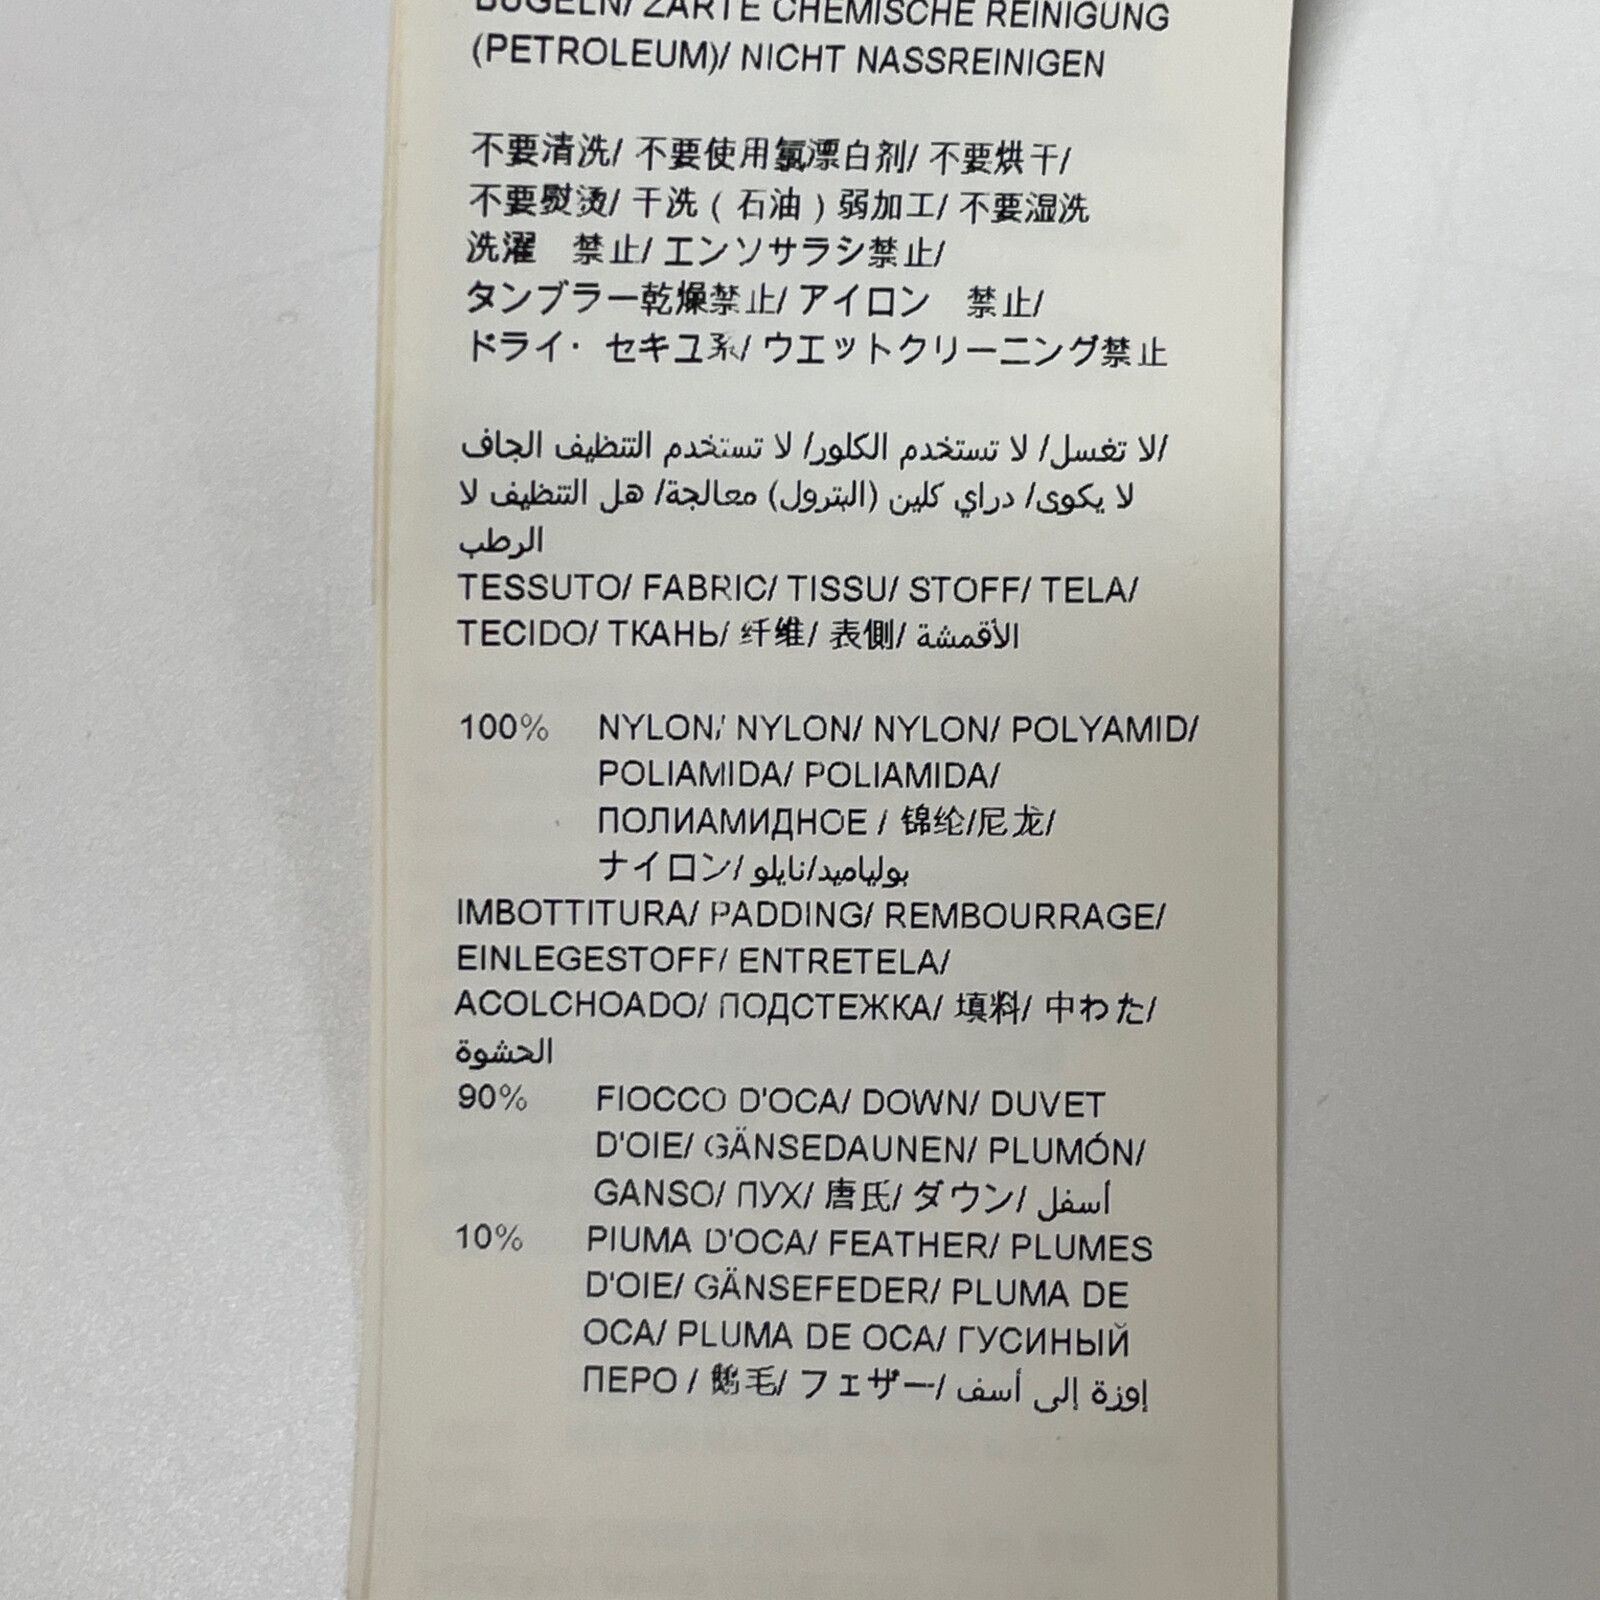 BÜGELN/ ZARTE CHEMISCHE REINIGUNG
(PETROLEUM)/ NICHT NASSREINIGEN
不要清洗/ 不要使用氯漂白剂/ 不要烘干/
不要熨烫/ 干洗 ( 石油 ) 弱加工/ 不要湿洗
洗濯　禁止/ エンソサラシ禁止/
タンブラー乾燥禁止/ アイロン　禁止/
ドライ・ セキユ系/ ウエットクリーニング禁止
لا تغسل/ لا تستخدم الكلور/ لا تستخدم التنظيف الجاف/
لا يكوى/ دراي كلين (البترول) معالجة/ هل التنظيف لا
الرطب
TESSUTO/ FABRIC/ TISSU/ STOFF/ TELA/
TECIDO/ ТКАНЬ/ 纤维/ 表側/ الأقمشة
100% NYLON/ NYLON/ NYLON/ POLYAMID/
POLIAMIDA/ POLIAMIDA/
ПОЛИАМИДНОЕ / 锦纶/尼龙/
ナイロン/ بولياميد/نايلو
IMBOTTITURA/ PADDING/ REMBOURRAGE/
EINLEGESTOFF/ ENTRETELA/
ACOLCHOADO/ ПОДСТЕЖКА/ 填料/ 中わた/
الحشوة
90% FIOCCO D'OCA/ DOWN/ DUVET
D'OIE/ GÄNSEDAUNEN/ PLUMÓN/
GANSO/ ПУХ/ 唐氏/ ダウン/ أسفل
10% PIUMA D'OCA/ FEATHER/ PLUMES
D'OIE/ GÄNSEFEDER/ PLUMA DE
OCA/ PLUMA DE OCA/ ГУСИНЫЙ
ПЕРО / 鹅毛/ フェザー/ إوزة إلى أسف